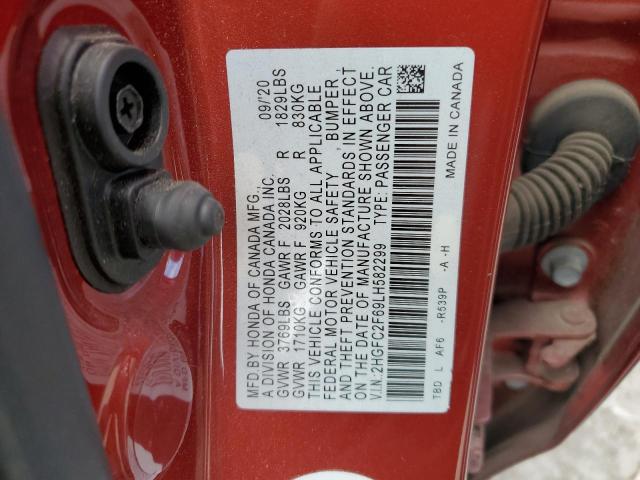 MFD BY HONDA OF CANADA MFG., 09/'20
A DIVISION OF HONDA CANADA INC.
GVWR 3769LBS GAWR F 2028LBS R 1829LBS
GVWR 1710KG GAWR F 920KG R 830KG
THIS VEHICLE CONFORMS TO ALL APPLICABLE
FEDERAL MOTOR VEHICLE SAFETY, BUMPER,
AND THEFT PREVENTION STANDARDS IN EFFECT
ON THE DATE OF MANUFACTURE SHOWN ABOVE.
V.I.N.:2HGFC2F69LH582299 TYPE: PASSENGER CAR
TBD L AF6 -R539P -A -H MADE IN CANADA